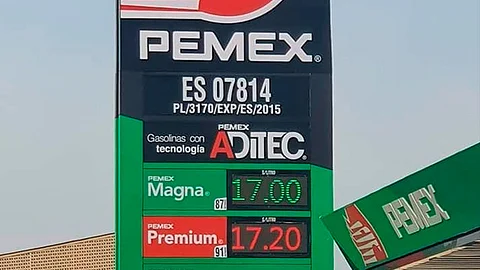 PEMEX®
ES 07814
PL/3170/EXP/ES/2015
Gasolinas con
tecnología
PEMEX
ADiTEC®
PEMEX
Magna®
87
$/LITRO
17.00
PEMEX
Premium®
91
$/LITRO
17.20
PEMEX